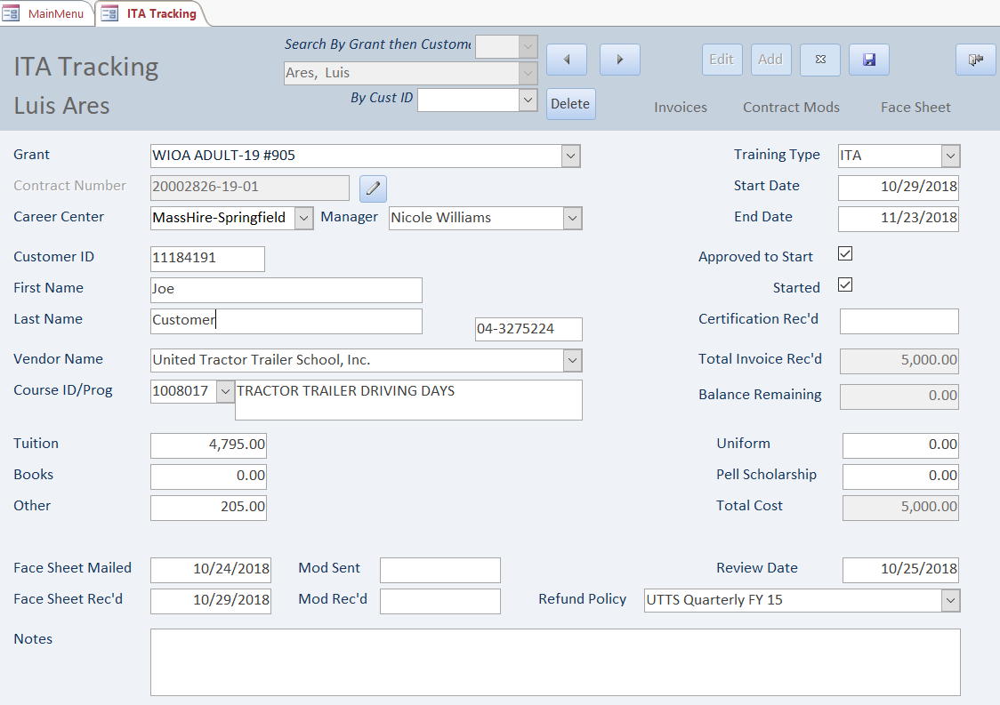 MainMenu ITA Tracking
Search By Grant then Custome
ITA Tracking
Ares, Luis
Edit Add
Luis Ares
By Cust ID Delete
Invoices Contract Mods Face Sheet
Grant WIOA ADULT-19 #905 Training Type ITA
Contract Number 20002826-19-01 Start Date 10/29/2018
Career Center MassHire-Springfield Manager Nicole Williams End Date 11/23/2018
Customer ID 11184191 Approved to Start
First Name Joe Started
Last Name Customer 04-3275224 Certification Rec'd
Vendor Name United Tractor Trailer School, Inc. Total Invoice Rec'd 5,000.00
Course ID/Prog 1008017 TRACTOR TRAILER DRIVING DAYS Balance Remaining 0.00
Tuition 4,795.00 Uniform 0.00
Books 0.00 Pell Scholarship 0.00
Other 205.00 Total Cost 5,000.00
Face Sheet Mailed 10/24/2018 Mod Sent Review Date 10/25/2018
Face Sheet Rec'd 10/29/2018 Mod Rec'd Refund Policy UTTS Quarterly FY 15
Notes